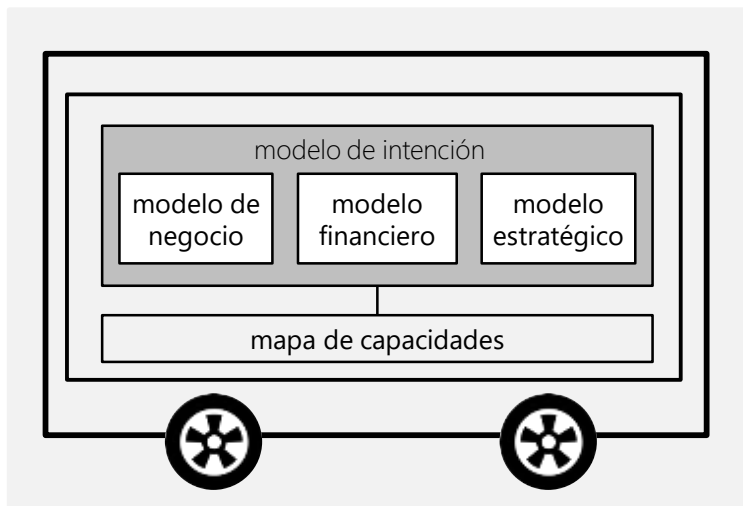 modelo de intención
modelo de
negocio
modelo
financiero
modelo
estratégico
mapa de capacidades